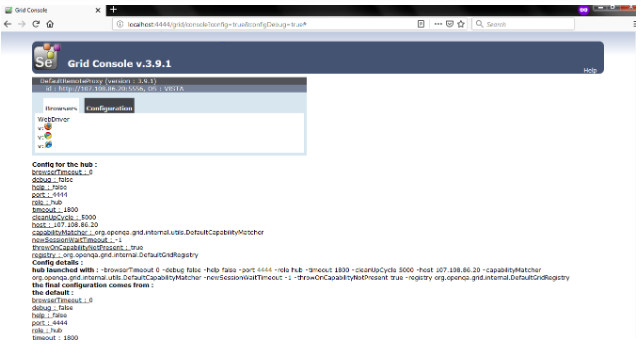 Grid Console
localhost:4444/grid/console?config=true&configDebug=true#
Search
Se
Grid Console v.3.9.1
Help
DefaultRemoteProxy (version : 3.9.1)
id : http://107.108.86.20:5556, OS : VISTA
Browsers Configuration
WebDriver
v:
v:
v:
Config for the hub :
browserTimeout : 0
debug : false
help : false
port : 4444
role : hub
timeout : 1800
cleanUpCycle : 5000
host : 107.108.86.20
capabilityMatcher : org.openqa.grid.internal.utils.DefaultCapabilityMatcher
newSessionWaitTimeout : -1
throwOnCapabilityNotPresent : true
registry : org.openqa.grid.internal.DefaultGridRegistry
Config details :
hub launched with : -browserTimeout 0 -debug false -help false -port 4444 -role hub -timeout 1800 -cleanUpCycle 5000 -host 107.108.86.20 -capabilityMatcher
org.openqa.grid.internal.utils.DefaultCapabilityMatcher -newSessionWaitTimeout -1 -throwOnCapabilityNotPresent true -registry org.openqa.grid.internal.DefaultGridRegistry
the final configuration comes from :
the default :
browserTimeout : 0
debug : false
help : false
port : 4444
role : hub
timeout : 1800